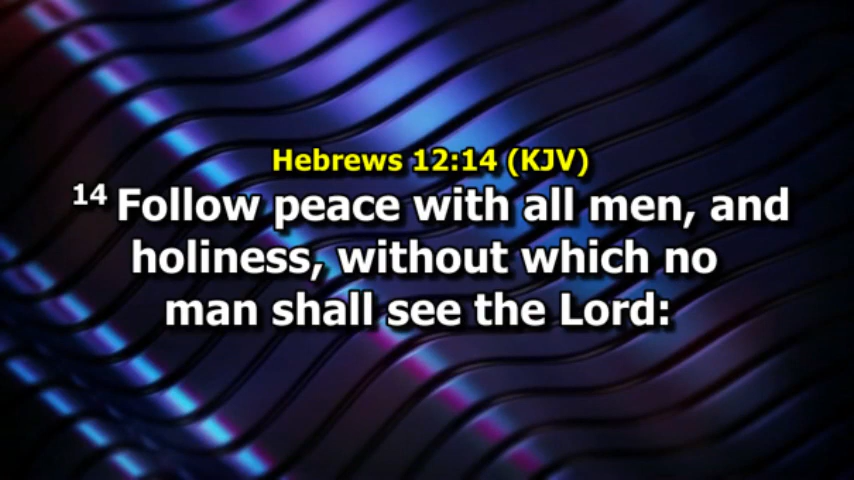 Hebrews 12:14 (KJV)
14 Follow peace with all men, and
holiness, without which no
man shall see the Lord: